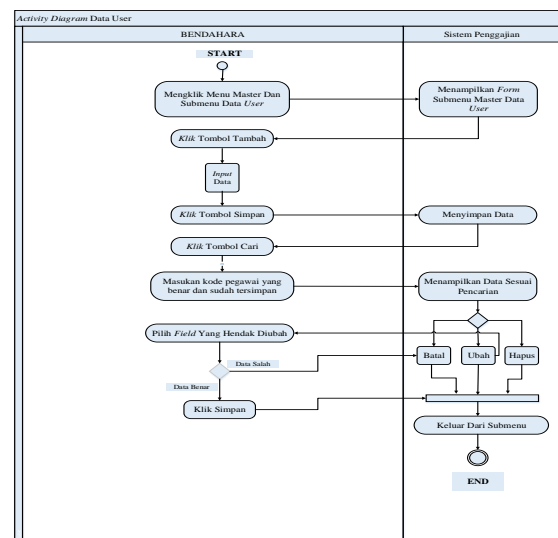 Activity Diagram Data User
BENDAHARA
Sistem Penggajian
START
Mengklik Menu Master Dan
Submenu Data User
Menampilkan Form
Submenu Master Data
User
Klik Tombol Tambah
Input
Data
Klik Tombol Simpan
Menyimpan Data
Klik Tombol Cari
Masukan kode pegawai yang
benar dan sudah tersimpan
Menampilkan Data Sesuai
Pencarian
Pilih Field Yang Hendak Diubah
Batal
Ubah
Hapus
Data Salah
Data Benar
Klik Simpan
Keluar Dari Submenu
END